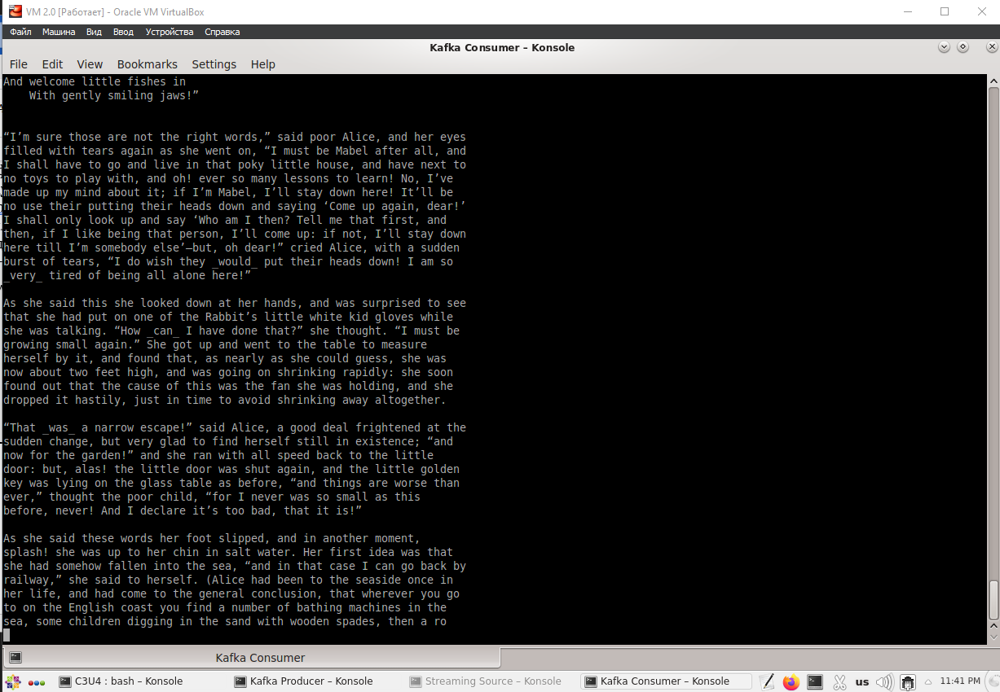 VM 2.0 [Работает] - Oracle VM VirtualBox
Файл Машина Вид Ввод Устройства Справка
Kafka Consumer – Konsole
File Edit View Bookmarks Settings Help
And welcome little fishes in
With gently smiling jaws!”
“I’m sure those are not the right words,” said poor Alice, and her eyes
filled with tears again as she went on, “I must be Mabel after all, and
I shall have to go and live in that poky little house, and have next to
no toys to play with, and oh! ever so many lessons to learn! No, I’ve
made up my mind about it; if I’m Mabel, I’ll stay down here! It’ll be
no use their putting their heads down and saying ‘Come up again, dear!’
I shall only look up and say ‘Who am I then? Tell me that first, and
then, if I like being that person, I’ll come up: if not, I’ll stay down
here till I’m somebody else’—but, oh dear!” cried Alice, with a sudden
burst of tears, “I do wish they _would_ put their heads down! I am so
_very_ tired of being all alone here!”
As she said this she looked down at her hands, and was surprised to see
that she had put on one of the Rabbit’s little white kid gloves while
she was talking. “How _can_ I have done that?” she thought. “I must be
growing small again.” She got up and went to the table to measure
herself by it, and found that, as nearly as she could guess, she was
now about two feet high, and was going on shrinking rapidly: she soon
found out that the cause of this was the fan she was holding, and she
dropped it hastily, just in time to avoid shrinking away altogether.
“That _was_ a narrow escape!” said Alice, a good deal frightened at the
sudden change, but very glad to find herself still in existence; “and
now for the garden!” and she ran with all speed back to the little
door: but, alas! the little door was shut again, and the little golden
key was lying on the glass table as before, “and things are worse than
ever,” thought the poor child, “for I never was so small as this
before, never! And I declare it’s too bad, that it is!”
As she said these words her foot slipped, and in another moment,
splash! she was up to her chin in salt water. Her first idea was that
she had somehow fallen into the sea, “and in that case I can go back by
railway,” she said to herself. (Alice had been to the seaside once in
her life, and had come to the general conclusion, that wherever you go
to on the English coast you find a number of bathing machines in the
sea, some children digging in the sand with wooden spades, then a ro
Kafka Consumer
C3U4 : bash – Konsole Kafka Producer – Konsole Streaming Source – Konsole Kafka Consumer – Konsole us 11:41 PM